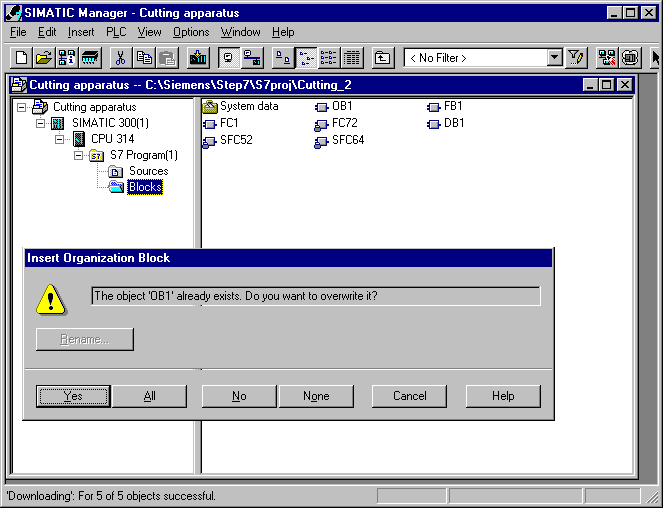 SIMATIC Manager - Cutting apparatus
File Edit Insert PLC View Options Window Help
< No Filter>
Cutting apparatus -- C:\Siemens\Step7\S7proj\Cutting_2
Cutting apparatus
SIMATIC 300(1)
CPU 314
S7 Program(1)
Sources
Blocks
System data OB1 FB1
FC1 FC72 DB1
SFC52 SFC64
Insert Organization Block
The object 'OB1' already exists. Do you want to overwrite it?
Rename...
Yes All No None Cancel Help
'Downloading': For 5 of 5 objects successful.